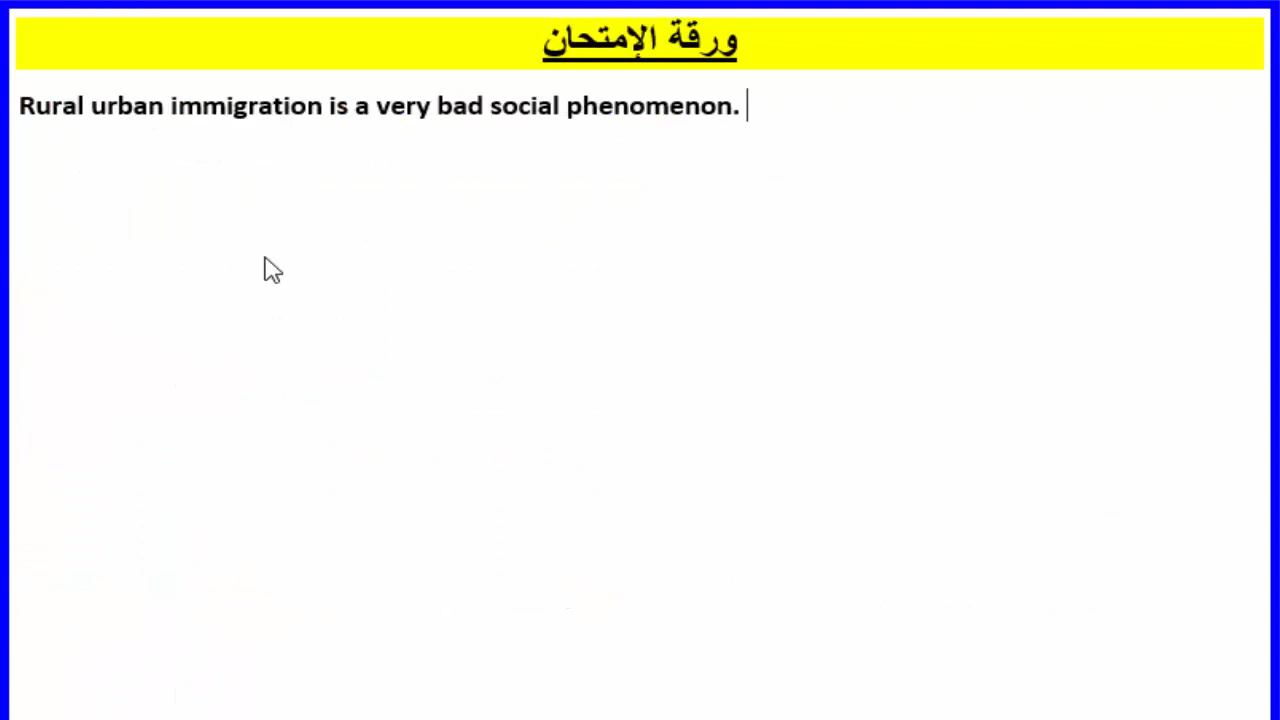 ورقة الإمتحان
Rural urban immigration is a very bad social phenomenon.